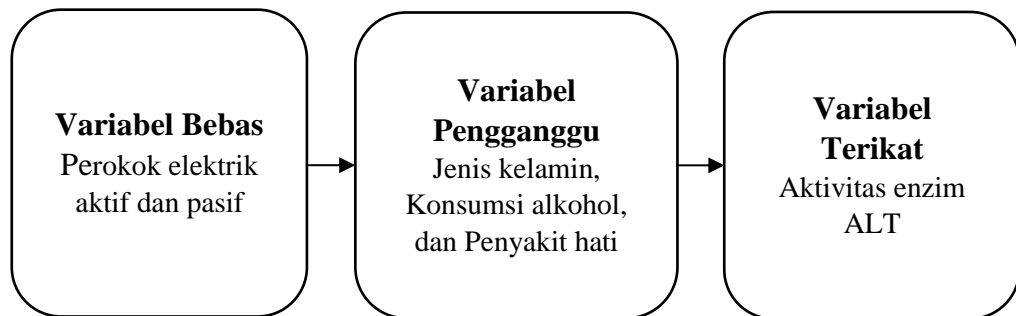 Variabel Bebas
Perokok elektrik
aktif dan pasif
Variabel
Pengganggu
Jenis kelamin,
Konsumsi alkohol,
dan Penyakit hati
Variabel
Terikat
Aktivitas enzim
ALT